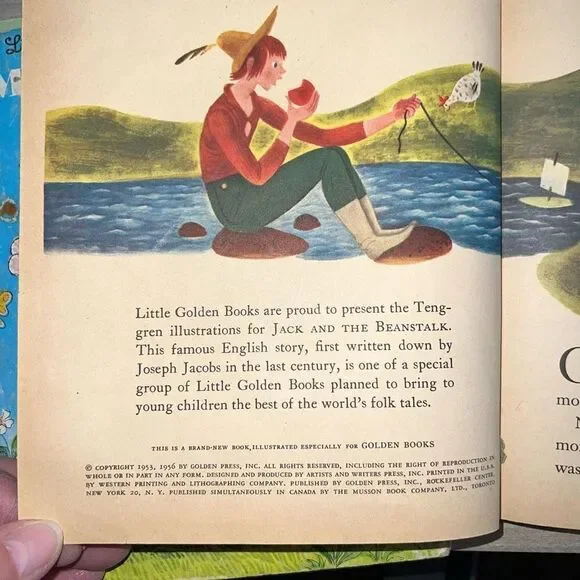 Little Golden Books are proud to present the Teng-
gren illustrations for JACK AND THE BEANSTALK.
This famous English story, first written down by
Joseph Jacobs in the last century, is one of a special
group of Little Golden Books planned to bring to
young children the best of the world's folk tales.
THIS IS A BRAND-NEW BOOK, ILLUSTRATED ESPECIALLY FOR GOLDEN BOOKS
© COPYRIGHT 1953, 1956 BY GOLDEN PRESS, INC. ALL RIGHTS RESERVED, INCLUDING THE RIGHT OF REPRODUCTION IN
WHOLE OR IN PART IN ANY FORM. DESIGNED AND PRODUCED BY ARTISTS AND WRITERS PRESS, INC. PRINTED IN THE U.S.A.
BY WESTERN PRINTING AND LITHOGRAPHING COMPANY. PUBLISHED BY GOLDEN PRESS, INC., ROCKEFELLER CENTER,
NEW YORK 20, N. Y. PUBLISHED SIMULTANEOUSLY IN CANADA BY THE MUSSON BOOK COMPANY, LTD., TORONTO
was